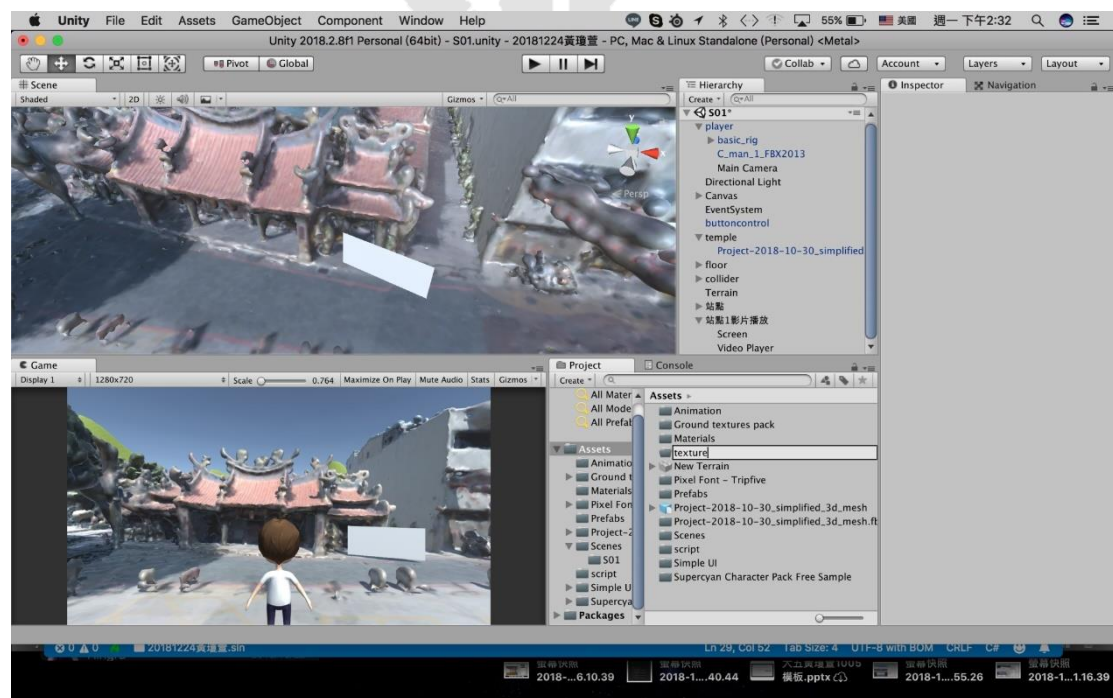 Unity File Edit Assets GameObject Component Window Help 55% 美國 週一下午2:32
Unity 2018.2.8f1 Personal (64bit) - S01.unity - 20181224黃瓊萱 - PC, Mac & Linux Standalone (Personal) <Metal>
Pivot Global Collab Account Layers Layout
Scene
Shaded 2D Gizmos All
y
x
Persp
Hierarchy
Create All
S01*
player
basic_rig
C_man_1_FBX2013
Main Camera
Directional Light
Canvas
EventSystem
buttoncontrol
temple
Project-2018-10-30_simplified
floor
collider
Terrain
站點
站點1影片播放
Screen
Video Player
Inspector Navigation
Game
Display 1 1280x720 Scale 0.764 Maximize On Play Mute Audio Stats Gizmos
Project Console
Create
All Mater
All Mode
All Prefab
Assets
Animatio
Ground t
Materials
Pixel Fon
Prefabs
Project-2
Scenes
S01
script
Simple U
Supercya
Packages
Assets
Animation
Ground textures pack
Materials
texture
New Terrain
Pixel Font - Tripfive
Prefabs
Project-2018-10-30_simplified_3d_mesh
Project-2018-10-30_simplified_3d_mesh.fb
Scenes
script
Simple UI
Supercyan Character Pack Free Sample
0 0 20181224黃瓊萱.sln Ln 29, Col 52 Tab Size: 4 UTF-8 with BOM CRLF C#
螢幕快照
2018-...6.10.39
螢幕快照
2018-1....40.44
模板.pptx
螢幕快照
2018-1...55.26
螢幕快照
2018-1...1.16.39